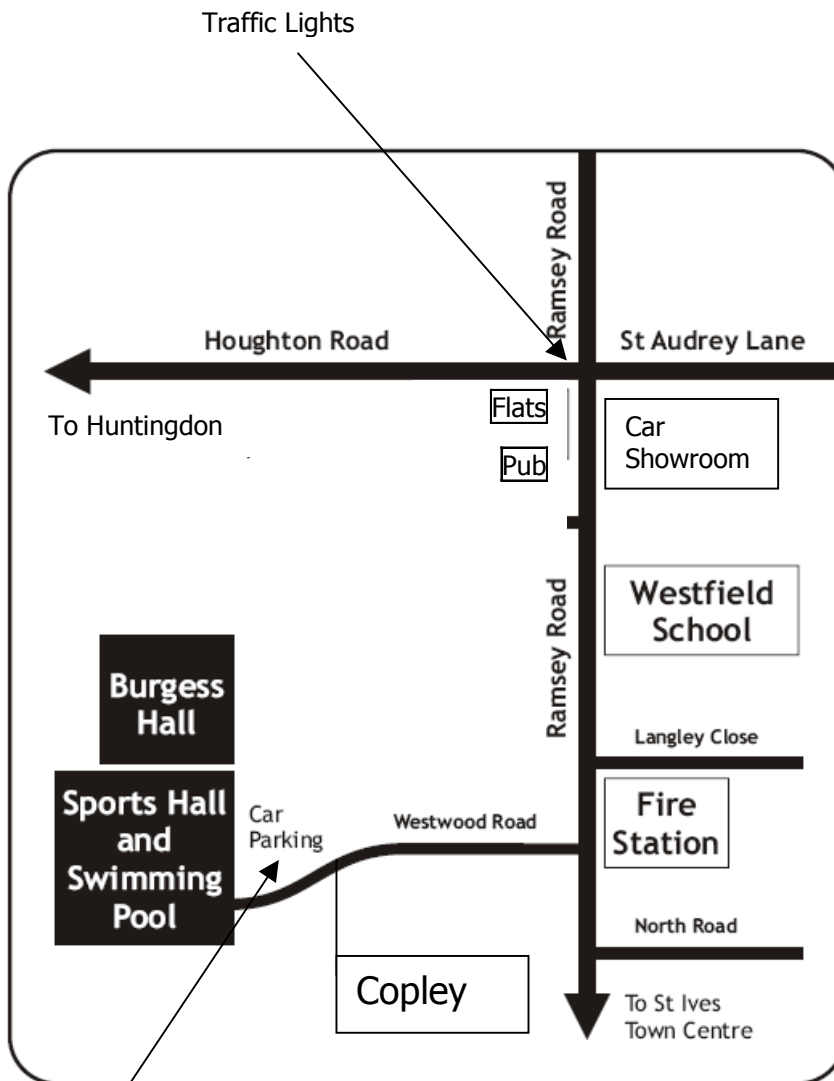 Traffic Lights
Ramsey Road
Houghton Road
St Audrey Lane
To Huntingdon
Flats
Pub
Car
Showroom
Ramsey Road
Westfield
School
Burgess
Hall
Langley Close
Sports Hall
and
Swimming
Pool
Car
Parking
Westwood Road
Fire
Station
North Road
Copley
To St Ives
Town Centre